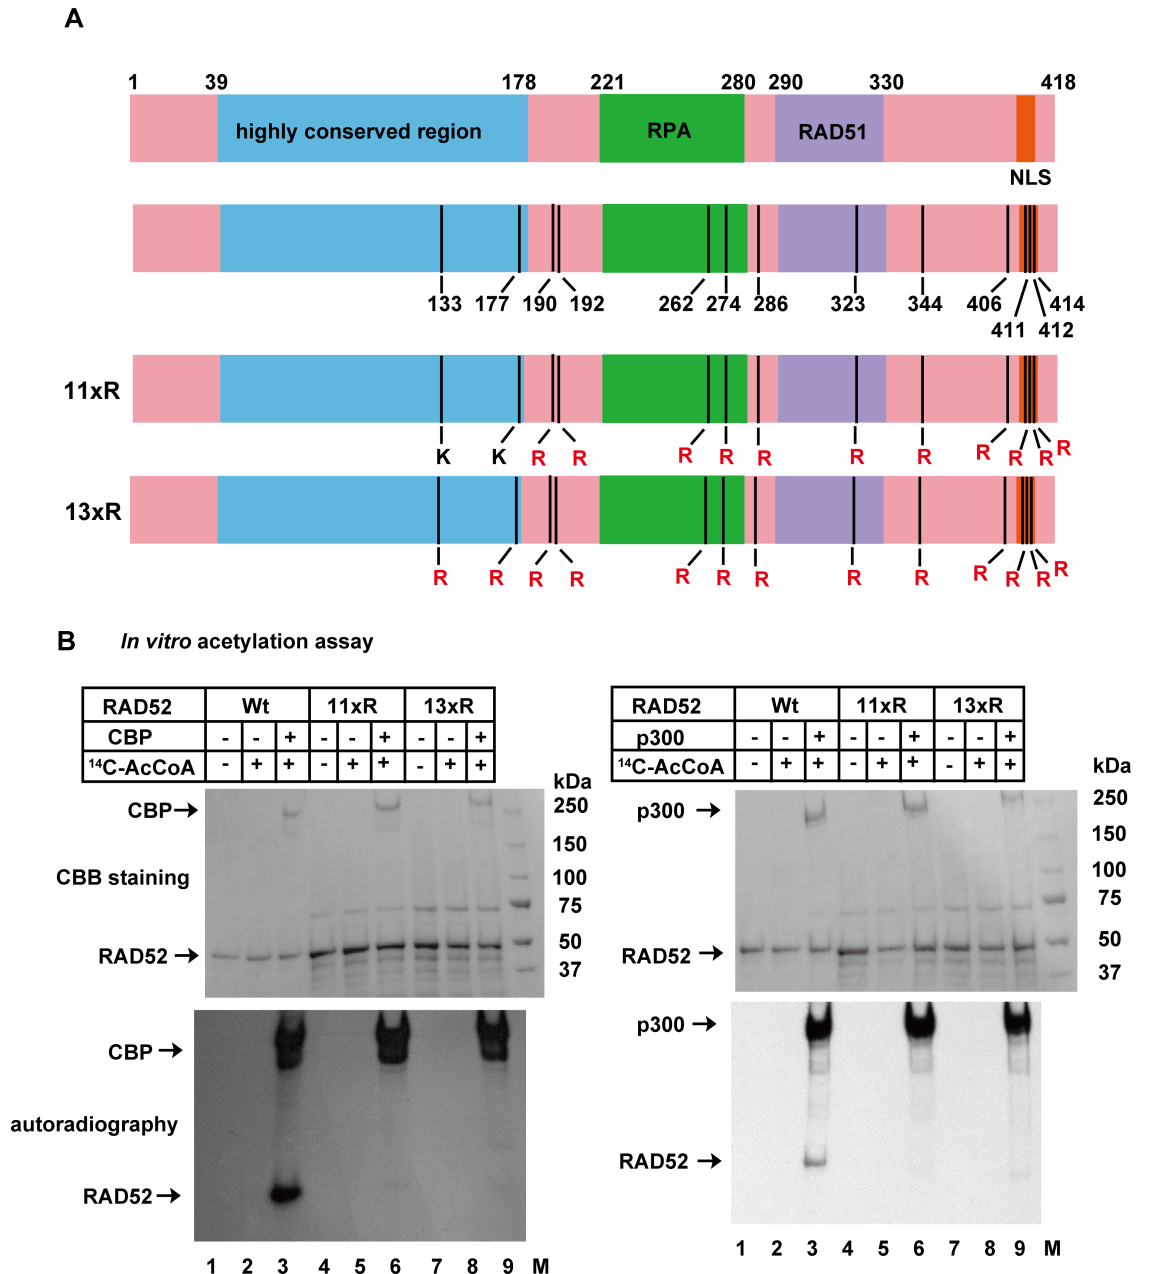 A
1 39 178 221 280 290 330 418
highly conserved region RPA RAD51
NLS
133 177 190 192 262 274 286 323 344 406 414
411 412
11xR
K K R R R R R R R R R R R
13xR
R R R R R R R R R R R R R
B In vitro acetylation assay
RAD52 Wt 11xR 13xR
CBP - - + - - + - - +
¹⁴C-AcCoA - + + - + + - + +
kDa
CBP 250
150
CBB staining 100
75
RAD52 50
37
CBP
autoradiography
RAD52
1 2 3 4 5 6 7 8 9 M
RAD52 Wt 11xR 13xR
p300 - - + - - + - - +
¹⁴C-AcCoA - + + - + + - + +
kDa
p300 250
150
100
75
RAD52 50
37
p300
RAD52
1 2 3 4 5 6 7 8 9 M